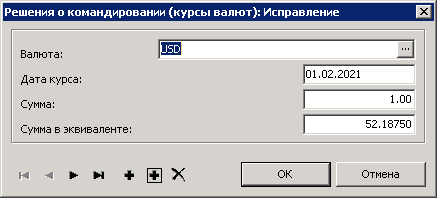 Решения о командировании (курсы валют): Исправление
Валюта: USD ...
Дата курса: 01.02.2021
Сумма: 1.00
Сумма в эквиваленте: 52.18750
OK Отмена